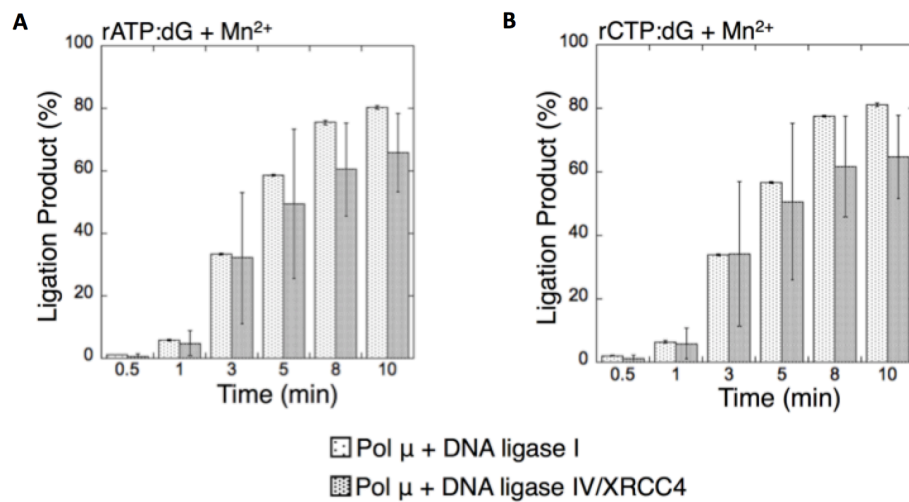 A
rATP:dG + Mn²⁺
Ligation Product (%)
100
80
60
40
20
0
0.5 1 3 5 8 10
Time (min)
B
rCTP:dG + Mn²⁺
Ligation Product (%)
100
80
60
40
20
0
0.5 1 3 5 8 10
Time (min)
Pol μ + DNA ligase I
Pol μ + DNA ligase IV/XRCC4